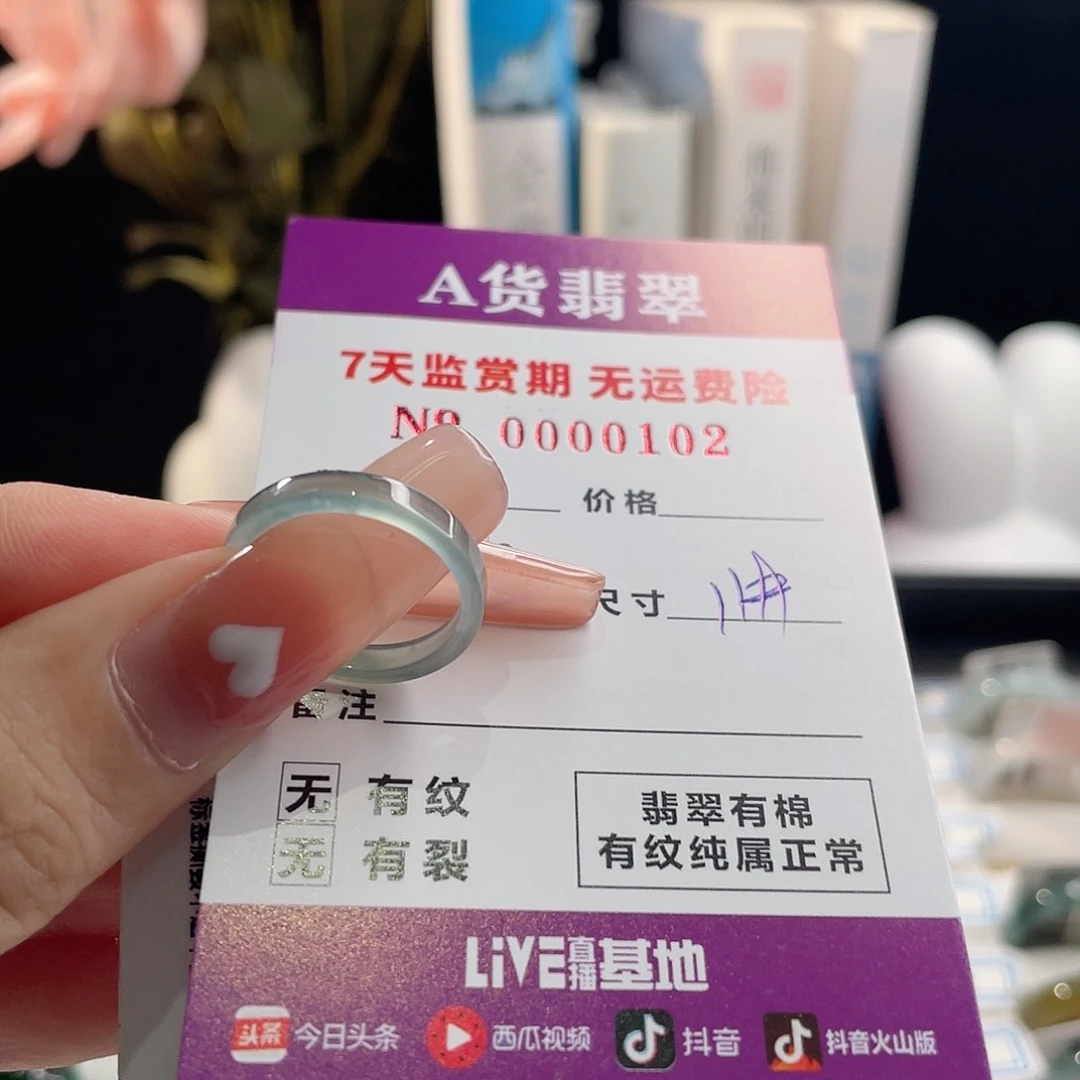 A货翡翠
7天监赏期 无运费险
No 0000102
价格
尺寸
备注
无 有纹
无 有裂
翡翠有棉
有纹纯属正常
LiVE直播基地
头条 今日头条 西瓜视频 抖音 抖音火山版